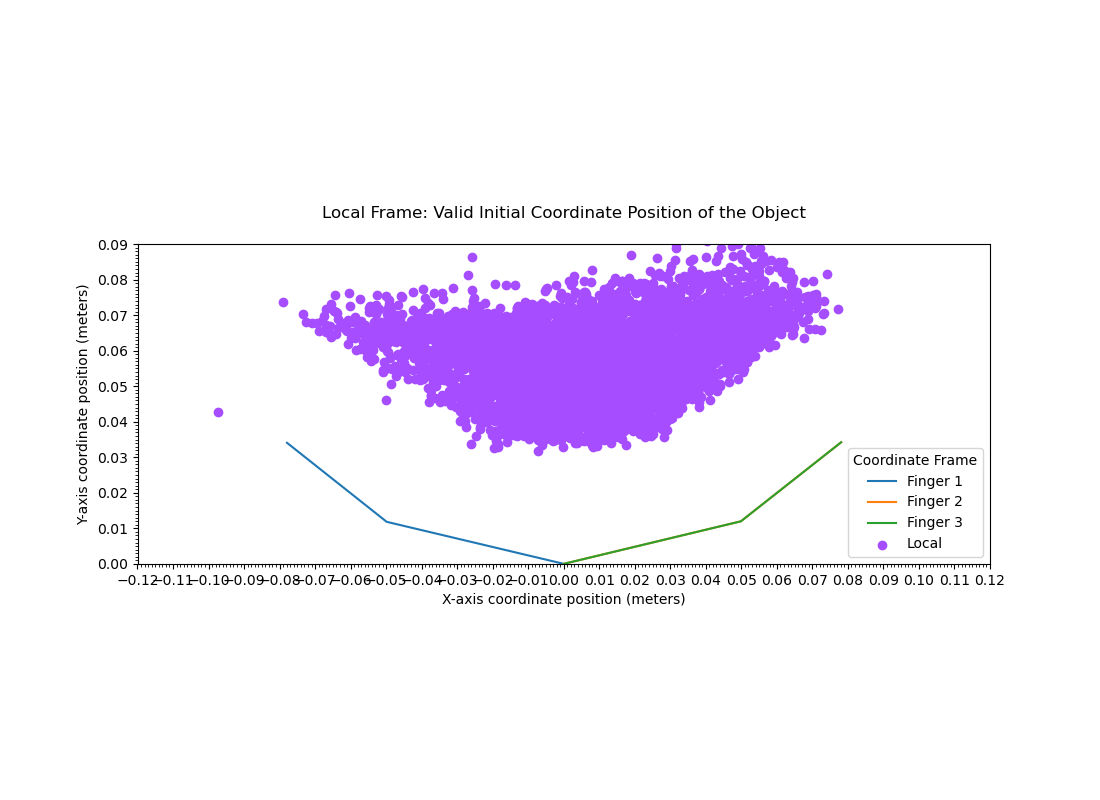 Local Frame: Valid Initial Coordinate Position of the Object
0.09
0.08
0.07
0.06
0.05
0.04
0.03
0.02
0.01
0.00
Y-axis coordinate position (meters)
Coordinate Frame
Finger 1
Finger 2
Finger 3
Local
−0.12 −0.11 −0.10 −0.09 −0.08 −0.07 −0.06 −0.05 −0.04 −0.03 −0.02 −0.01 0.00 0.01 0.02 0.03 0.04 0.05 0.06 0.07 0.08 0.09 0.10 0.11 0.12
X-axis coordinate position (meters)